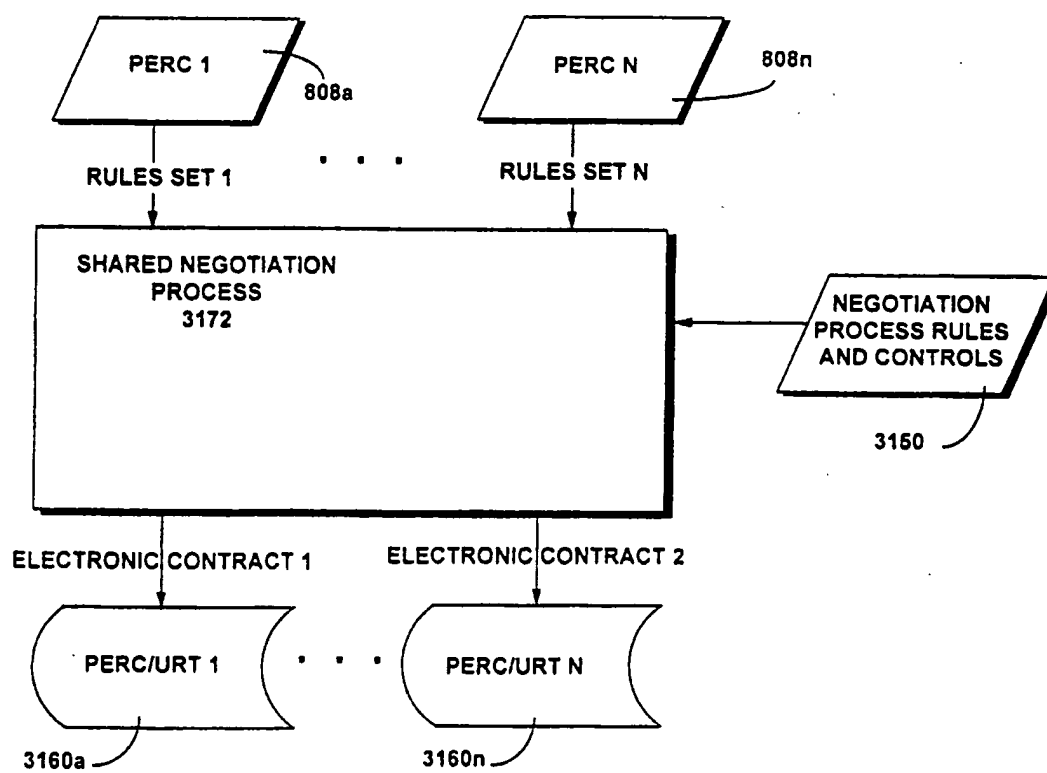 PERC 1
808a
PERC N
808n
RULES SET 1
RULES SET N
SHARED NEGOTIATION
PROCESS
3172
NEGOTIATION
PROCESS RULES
AND CONTROLS
3150
ELECTRONIC CONTRACT 1
ELECTRONIC CONTRACT 2
PERC/URT 1
PERC/URT N
3160a
3160n